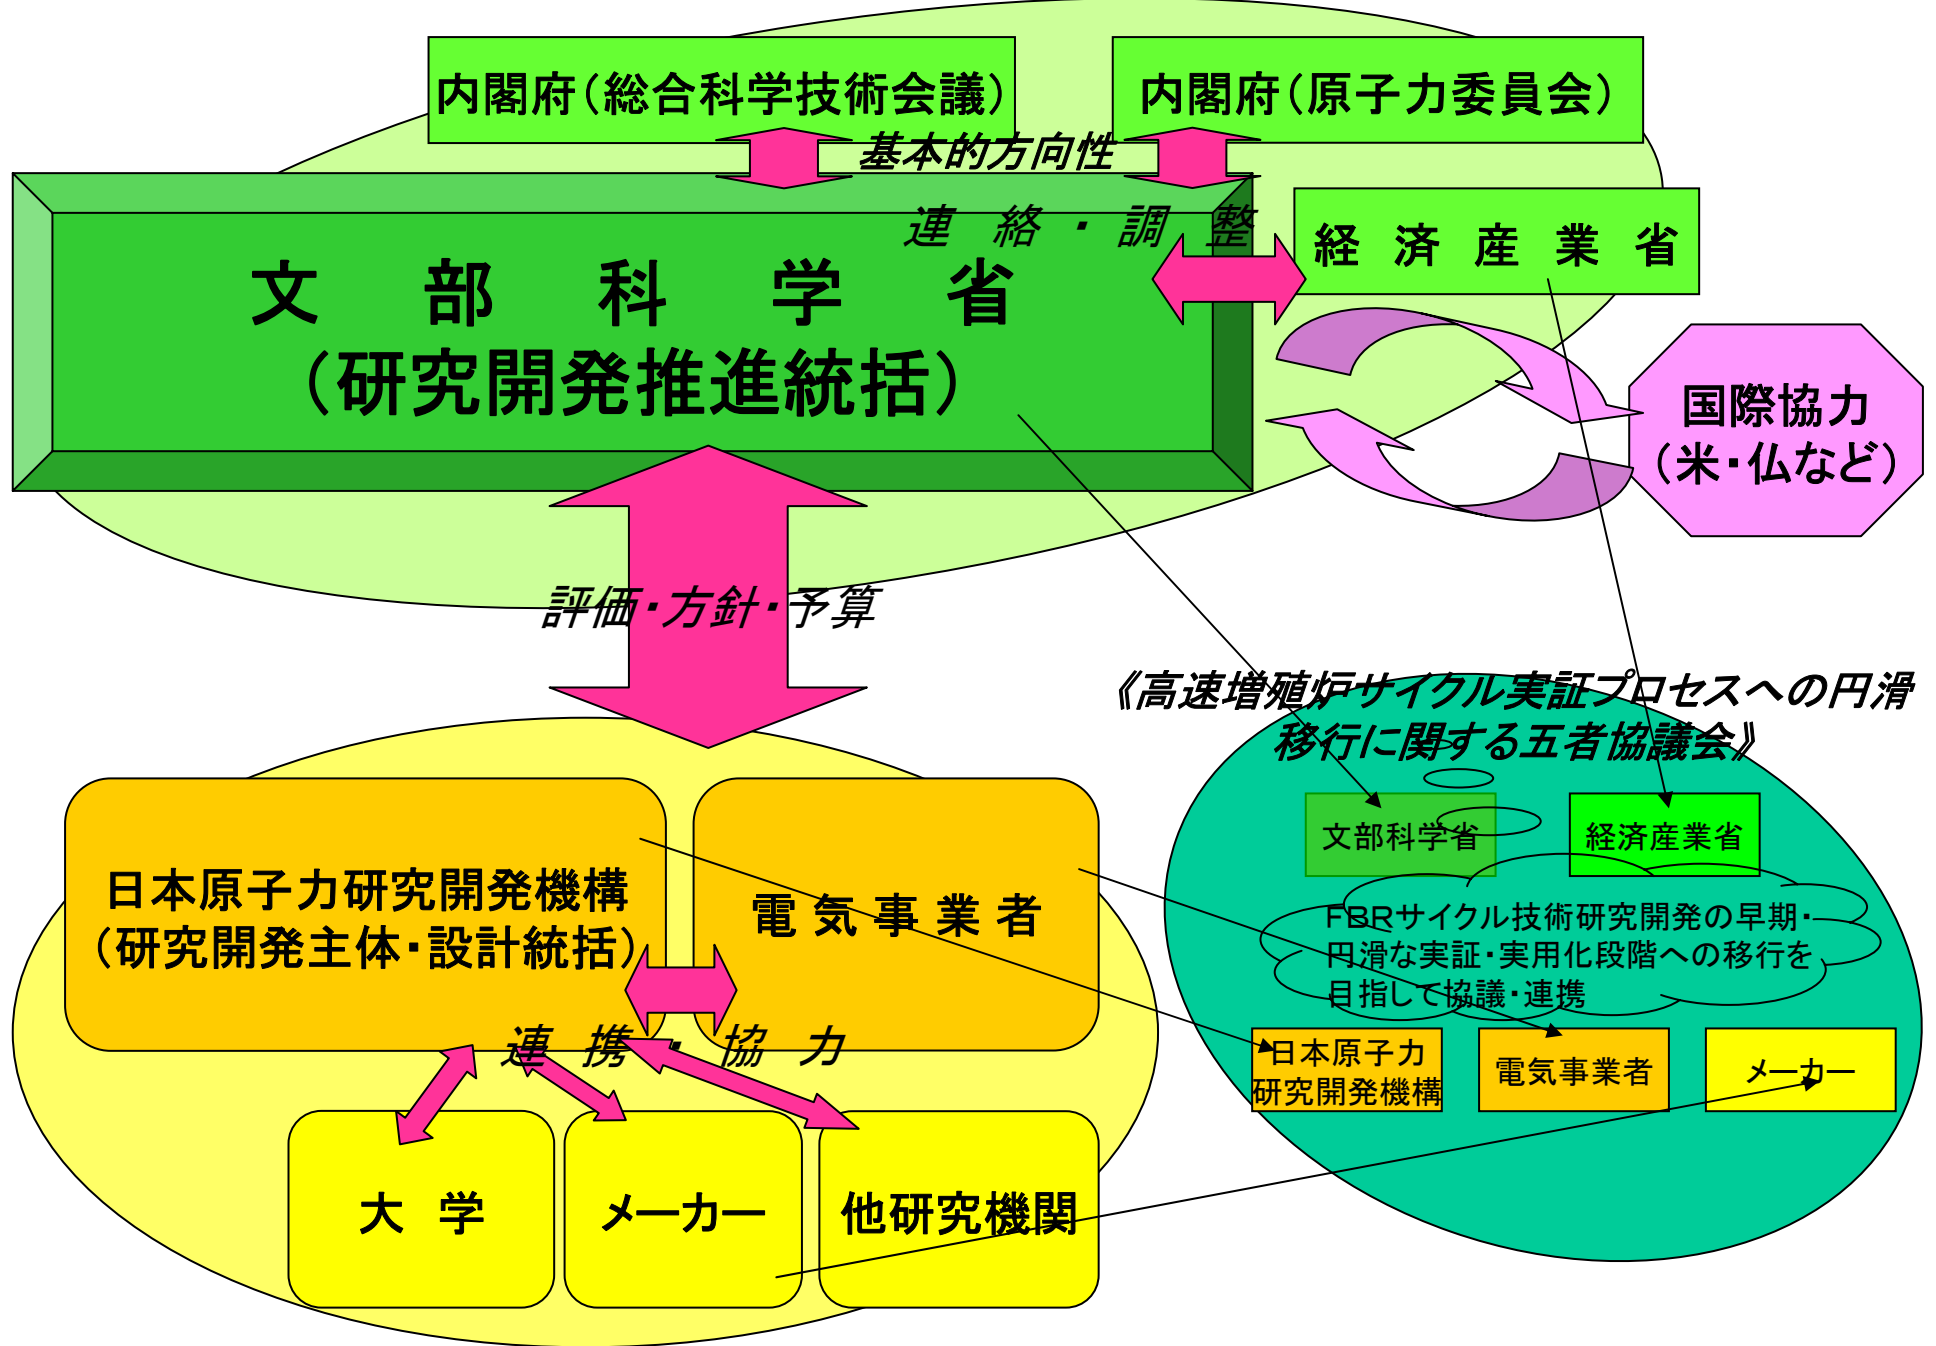 内閣府（総合科学技術会議）
内閣府（原子力委員会）
基本的方向性
連　絡　・　調　整
経　済　産　業　省
文　部　科　学　省
（研究開発推進統括）
国際協力
（米・仏など）
評価・方針・予算
《高速増殖炉サイクル実証プロセスへの円滑
移行に関する五者協議会》
文部科学省
経済産業省
日本原子力研究開発機構
（研究開発主体・設計統括）
電 気 事 業 者
FBRサイクル技術研究開発の早期・
円滑な実証・実用化段階への移行を
目指して協議・連携
連　携　・　協　力
日本原子力
研究開発機構
電気事業者
メーカー
大　学
メーカー
他研究機関